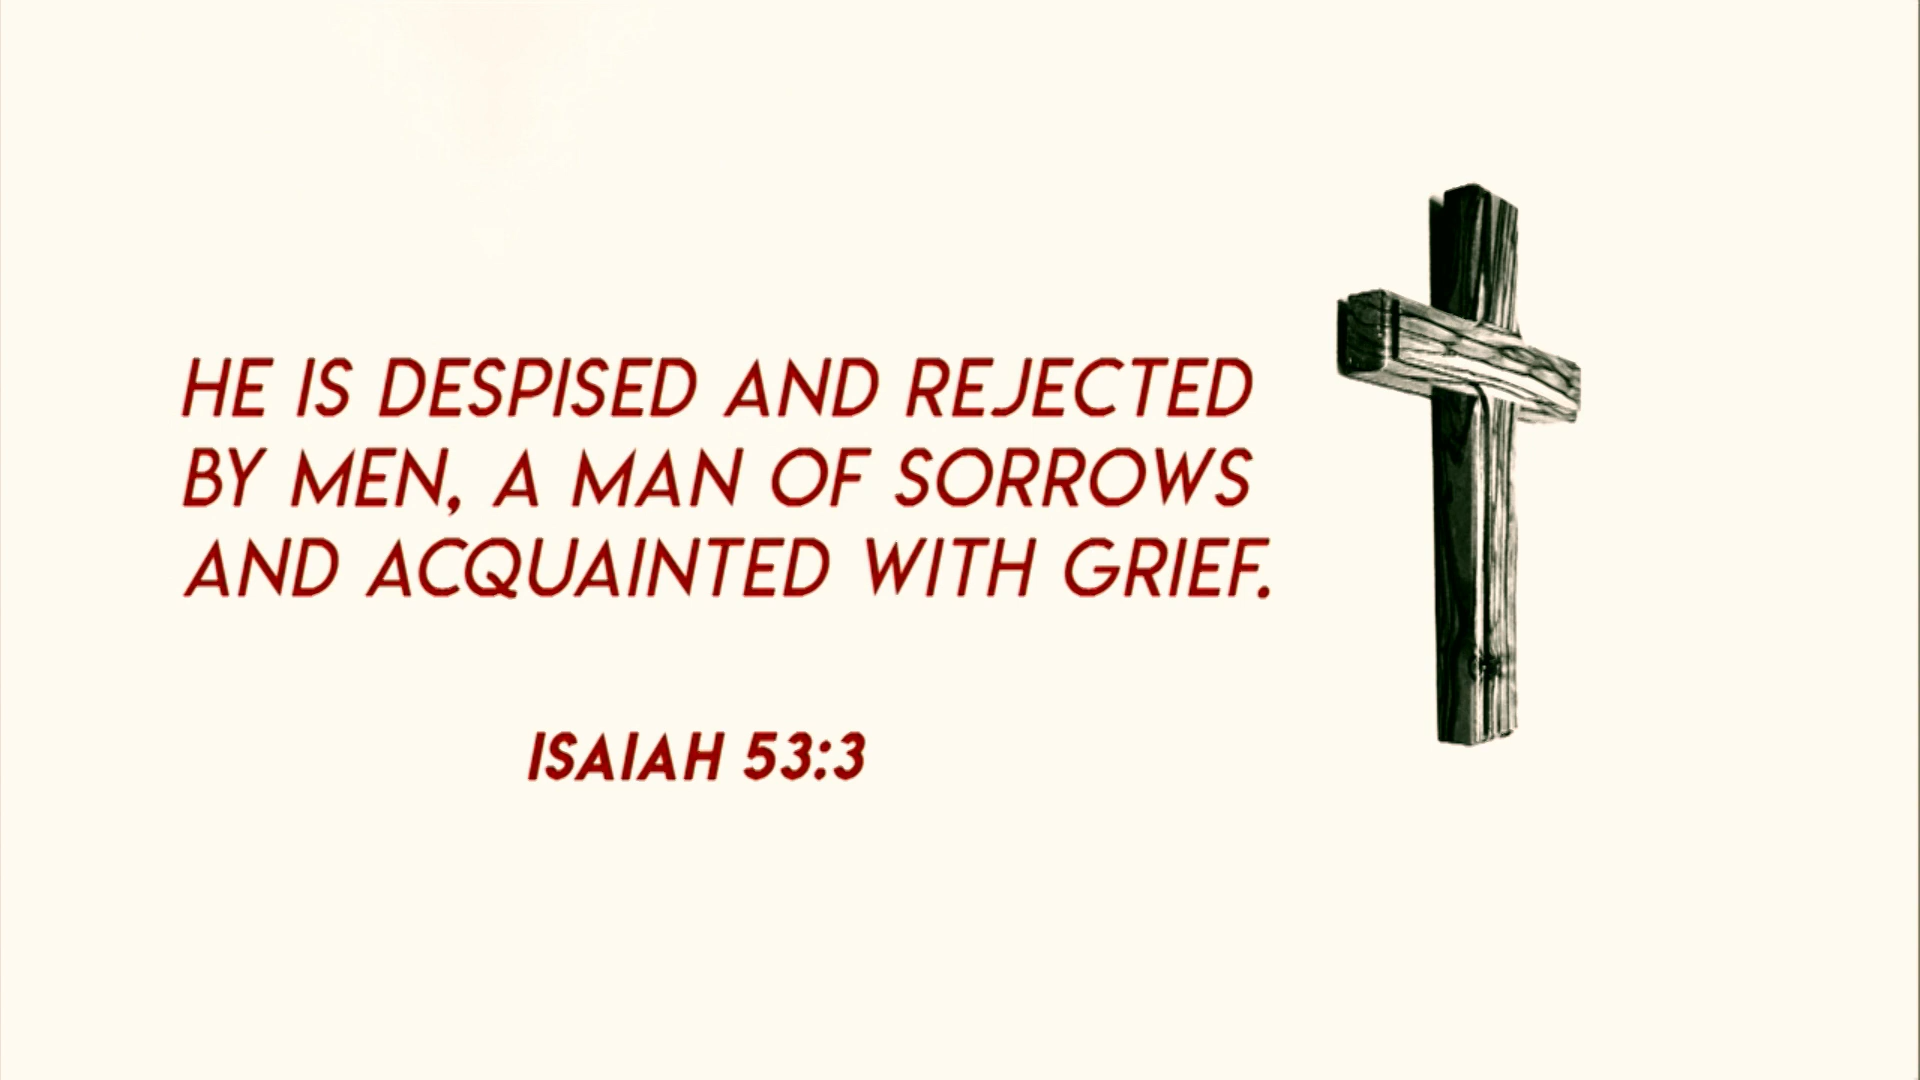 HE IS DESPISED AND REJECTED
BY MEN, A MAN OF SORROWS
AND ACQUAINTED WITH GRIEF.
ISAIAH 53:3